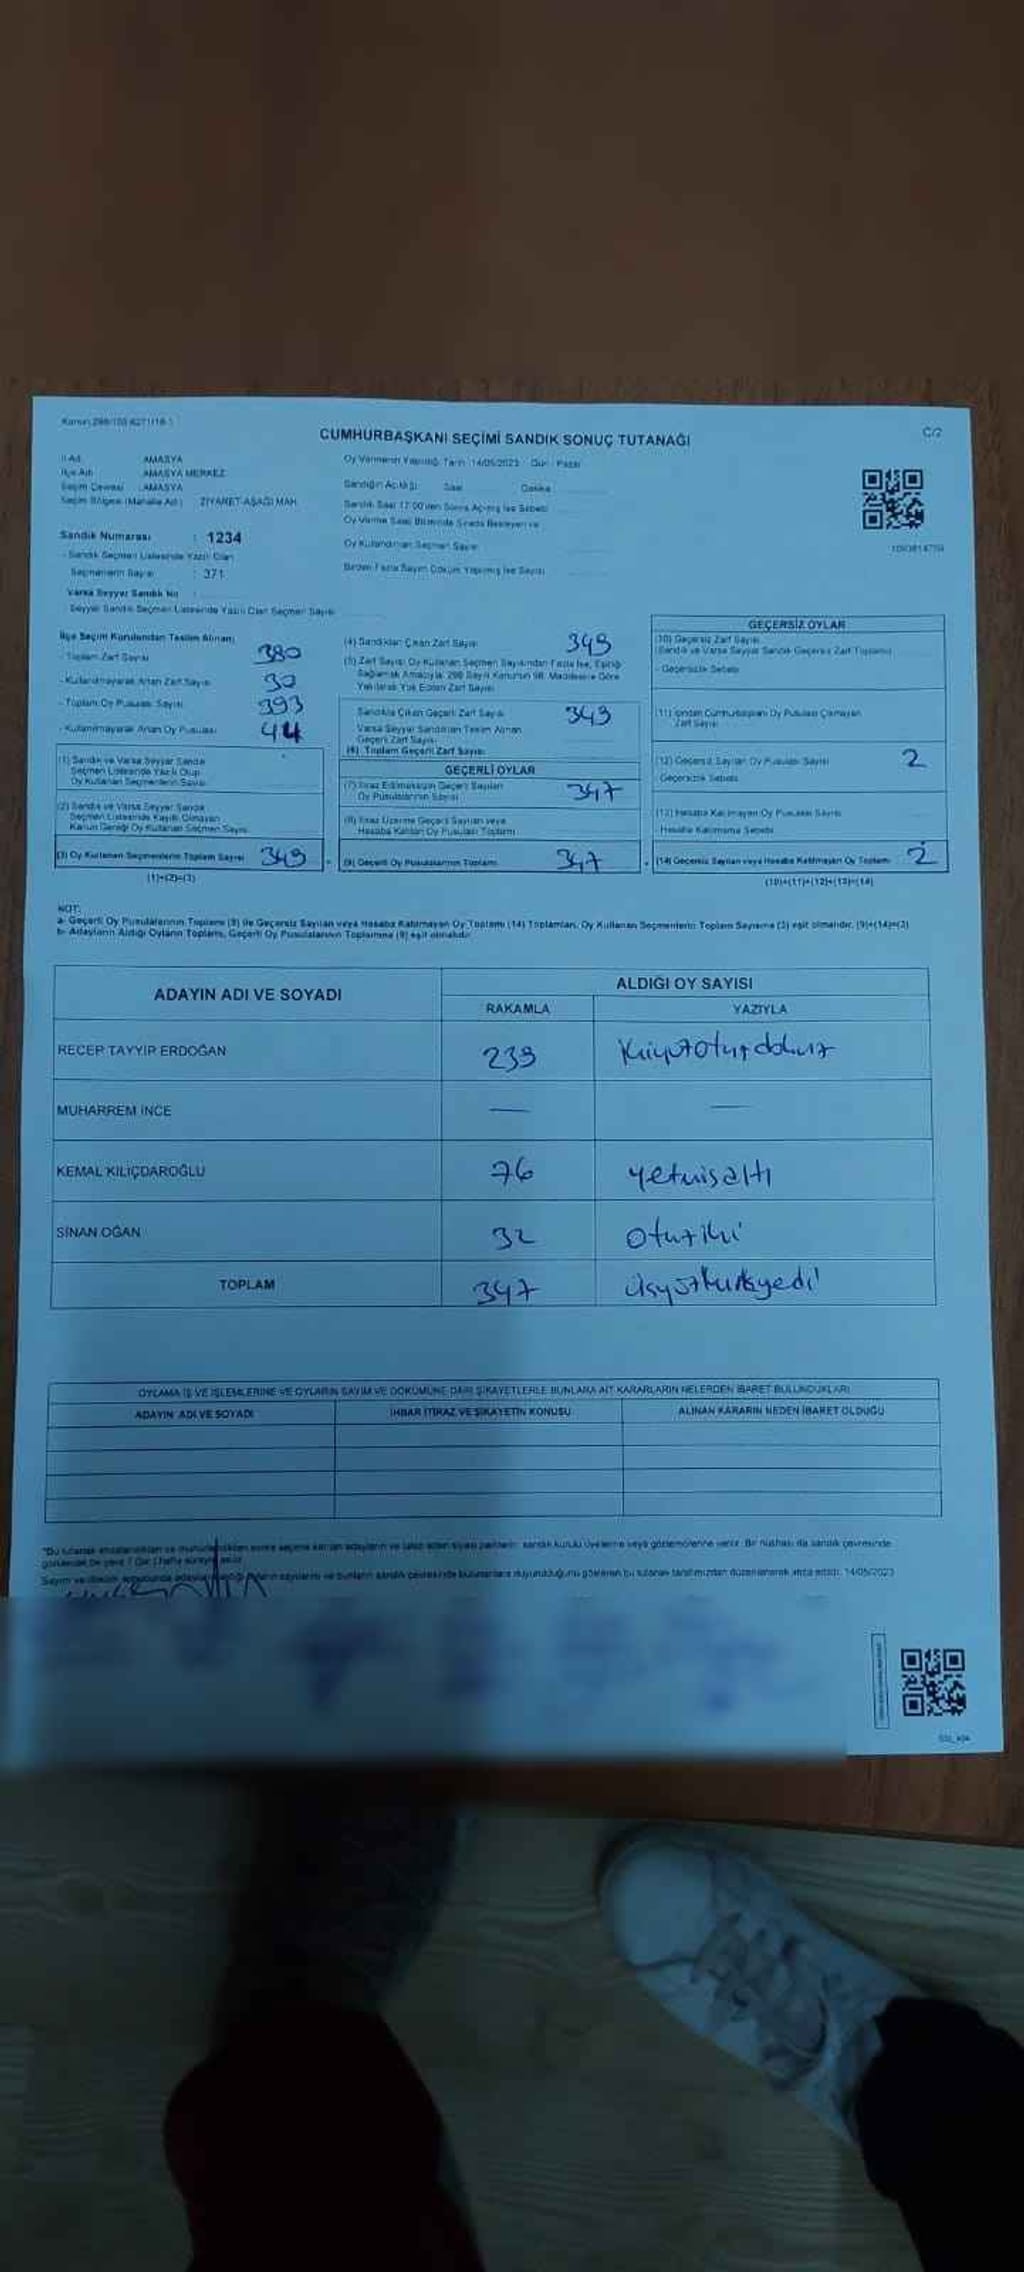 Kanun 298/105 6271/18-1
CUMHURBAŞKANI SEÇİMİ SANDIK SONUÇ TUTANAĞI
C/2
İl Adı : AMASYA
İlçe Adı : AMASYA MERKEZ
Seçim Çevresi : AMASYA
Seçim Bölgesi (Mahalle Adı) : ZİYARET-AŞAĞI MAH.
Oy Vermenin Yapıldığı Tarih : 14/05/2023 Gün : Pazar
Sandığın Açıldığı Saat Dakika
Sandık Saat 17:00'den Sonra Açılmış İse Sebebi
Oy Verme Saati Bitiminde Sırada Bekleyen ve
Oy Kullandırılan Seçmen Sayısı
Birden Fazla Sayım Döküm Yapılmış İse Sayısı
Sandık Numarası : 1234
- Sandık Seçmen Listesinde Yazılı Olan
Seçmenlerin Sayısı : 371
Varsa Seyyar Sandık No :
Seyyar Sandık Seçmen Listesinde Yazılı Olan Seçmen Sayısı
İlçe Seçim Kurulundan Teslim Alınan;
- Toplam Zarf Sayısı 380
- Kullanılmayarak Artan Zarf Sayısı 30
- Toplam Oy Pusulası Sayısı 393
- Kullanılmayarak Artan Oy Pusulası 44
(1) Sandık ve Varsa Seyyar Sandık
Seçmen Listesinde Yazılı Olup
Oy Kullanan Seçmenlerin Sayısı
(2) Sandık ve Varsa Seyyar Sandık
Seçmen Listesinde Kayıtlı Olmayan
Kanun Gereği Oy Kullanan Seçmen Sayısı
(3) Oy Kullanan Seçmenlerin Toplam Sayısı 349
(1)+(2)=(3)
(4) Sandıktan Çıkan Zarf Sayısı 349
(5) Zarf Sayısı Oy Kullanan Seçmen Sayısından Fazla İse, Eşitliği
Sağlamak Amacıyla, 298 Sayılı Kanunun 98. Maddesine Göre
Yakılarak Yok Edilen Zarf Sayısı
Sandıkta Çıkan Geçerli Zarf Sayısı 349
Varsa Seyyar Sandıktan Teslim Alınan
Geçerli Zarf Sayısı
(6) Toplam Geçerli Zarf Sayısı
GEÇERLİ OYLAR
(7) İtiraz Edilmeksizin Geçerli Sayılan
Oy Pusulalarının Sayısı 347
(8) İtiraz Üzerine Geçerli Sayılan veya
Hesaba Katılan Oy Pusulası Toplamı
(9) Geçerli Oy Pusulalarının Toplamı 347
GEÇERSİZ OYLAR
(10) Geçersiz Zarf Sayısı
(Sandık ve Varsa Seyyar Sandık Geçersiz Zarf Toplamı)
- Geçersizlik Sebebi
(11) İçinden Cumhurbaşkanı Oy Pusulası Çıkmayan
Zarf Sayısı
(12) Geçersiz Sayılan Oy Pusulası Sayısı 2
- Geçersizlik Sebebi
(13) Hesaba Katılmayan Oy Pusulası Sayısı
- Hesaba Katılmama Sebebi
(14) Geçersiz Sayılan veya Hesaba Katılmayan Oy Toplamı 2
(10)+(11)+(12)+(13)=(14)
NOT:
a- Geçerli Oy Pusulalarının Toplamı (9) ile Geçersiz Sayılan veya Hesaba Katılmayan Oy Toplamı (14) Toplamları, Oy Kullanan Seçmenlerin Toplam Sayısına (3) eşit olmalıdır. (9)+(14)=(3)
b- Adayların Aldığı Oyların Toplamı, Geçerli Oy Pusulalarının Toplamına (9) eşit olmalıdır.
ADAYIN ADI VE SOYADI
ALDIĞI OY SAYISI
RAKAMLA YAZIYLA
RECEP TAYYİP ERDOĞAN 239 ikiyüzotuzdokuz
MUHARREM İNCE — —
KEMAL KILIÇDAROĞLU 76 yetmişaltı
SİNAN OĞAN 32 otuziki
TOPLAM 347 üçyüzkırkyedi
OYLAMA İŞ VE İŞLEMLERİNE VE OYLARIN SAYIM VE DÖKÜMÜNE DAİR ŞİKAYETLERLE BUNLARA AİT KARARLARIN NELERDEN İBARET BULUNDUKLARI
ADAYIN ADI VE SOYADI İHBAR İTİRAZ VE ŞİKAYETİN KONUSU ALINAN KARARIN NEDEN İBARET OLDUĞU